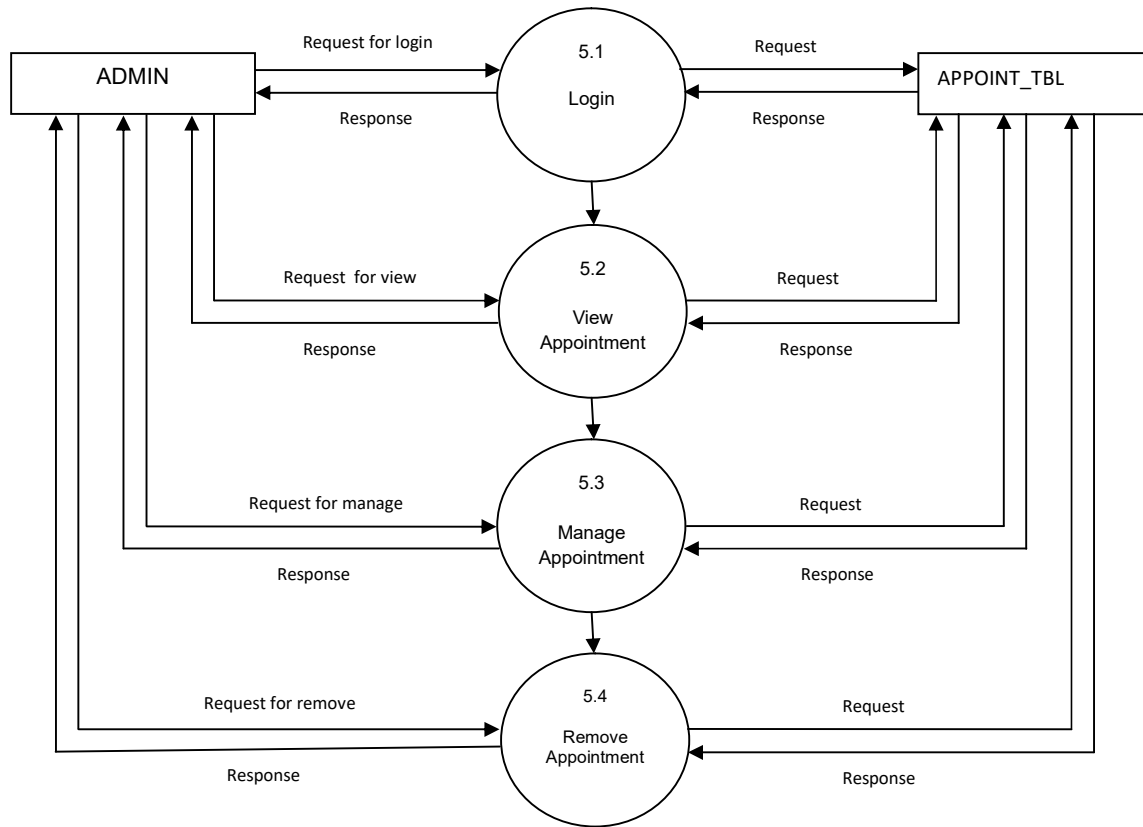 Request for login
5.1
Login
Request
ADMIN
APPOINT_TBL
Response
Response
Request  for view
5.2
View
Appointment
Request
Response
Response
Request for manage
5.3
Manage
Appointment
Request
Response
Response
Request for remove
5.4
Remove
Appointment
Request
Response
Response